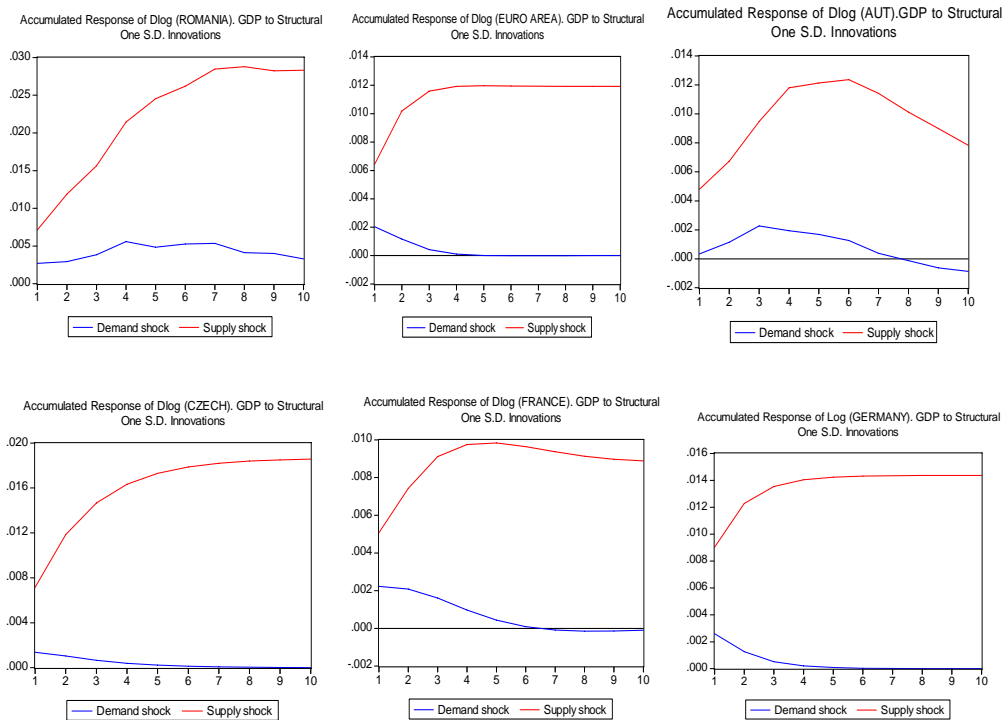 Accumulated Response of Dlog (ROMANIA). GDP to Structural
One S.D. Innovations
.030
.025
.020
.015
.010
.005
.000
1 2 3 4 5 6 7 8 9 10
Demand shock Supply shock
Accumulated Response of Dlog (EURO AREA). GDP to Structural
One S.D. Innovations
.014
.012
.010
.008
.006
.004
.002
.000
-.002
1 2 3 4 5 6 7 8 9 10
Demand shock Supply shock
Accumulated Response of Dlog (AUT).GDP to Structural
One S.D. Innovations
.014
.012
.010
.008
.006
.004
.002
.000
-.002
1 2 3 4 5 6 7 8 9 10
Demand shock Supply shock
Accumulated Response of Dlog (CZECH). GDP to Structural
One S.D. Innovations
.020
.016
.012
.008
.004
.000
1 2 3 4 5 6 7 8 9 10
Demand shock Supply shock
Accumulated Response of Dlog (FRANCE). GDP to Structural
One S.D. Innovations
.010
.008
.006
.004
.002
.000
-.002
1 2 3 4 5 6 7 8 9 10
Demand shock Supply shock
Accumulated Response of Log (GERMANY). GDP to Structural
One S.D. Innovations
.016
.014
.012
.010
.008
.006
.004
.002
.000
1 2 3 4 5 6 7 8 9 10
Demand shock Supply shock